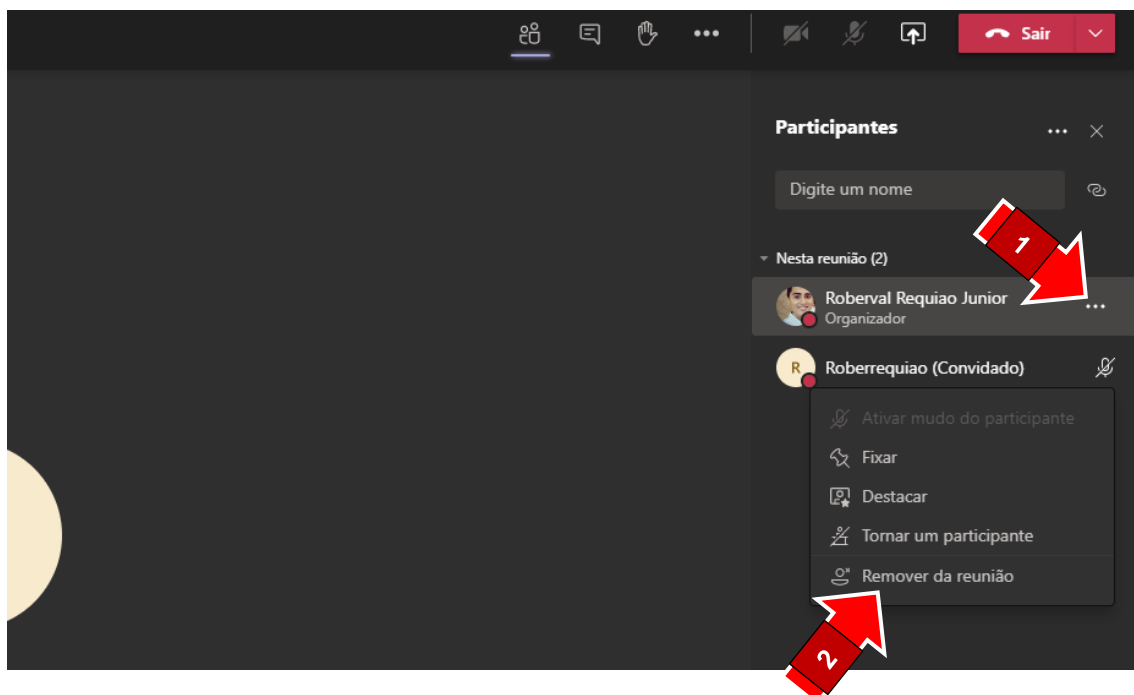 Sair
Participantes
Digite um nome
1
Nesta reunião (2)
Roberval Requiao Junior
Organizador
R
Roberrequiao (Convidado)
Ativar mudo do participante
Fixar
Destacar
Tornar um participante
Remover da reunião
2